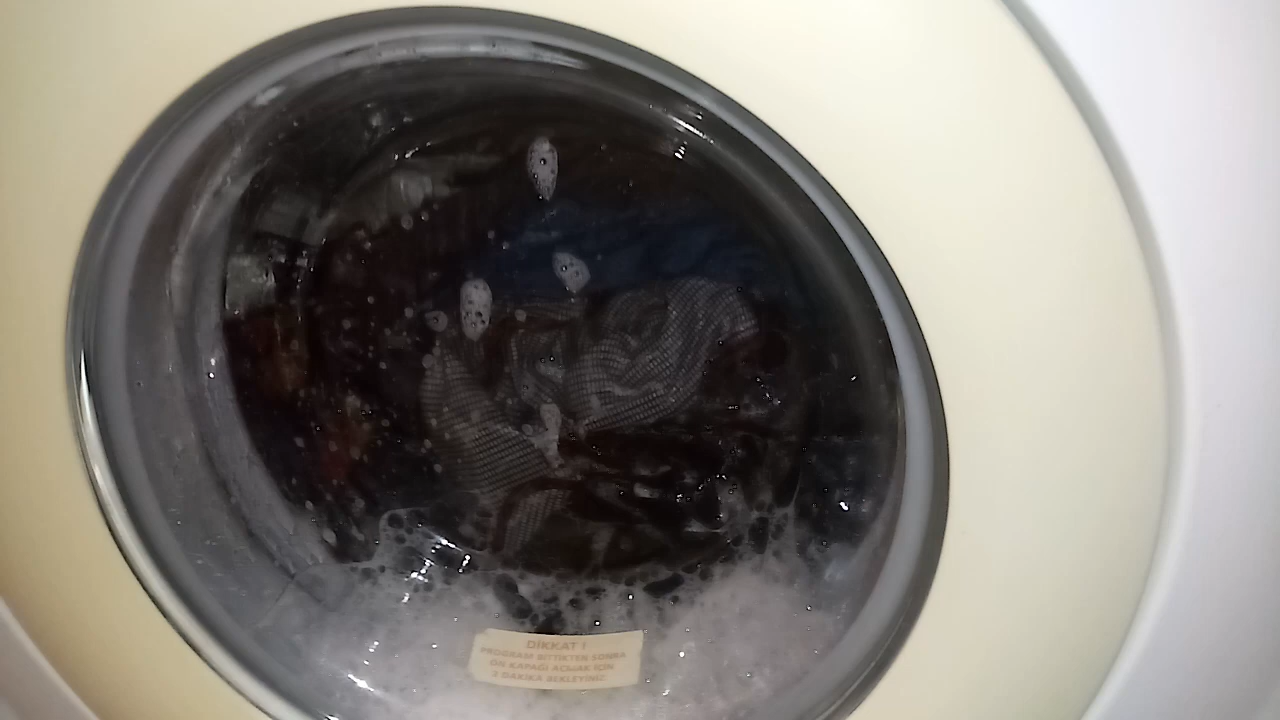 DİKKAT !
PROGRAM BİTTİKTEN SONRA
ÖN KAPAĞI AÇMAK İÇİN
2 DAKİKA BEKLEYİNİZ